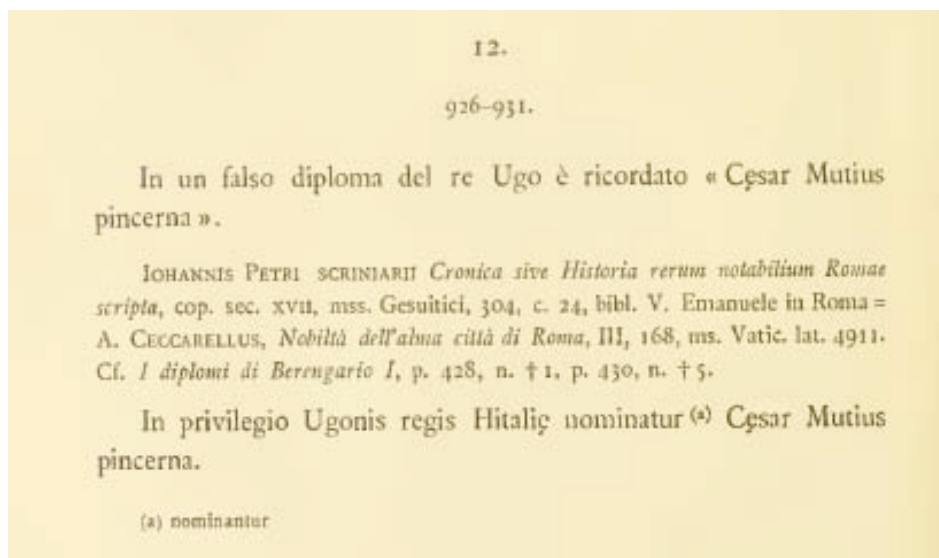 12.
926-931.
In un falso diploma del re Ugo è ricordato « Cęsar Mutius
pincerna ».
IOHANNIS PETRI SCRINIARII Cronica sive Historia rerum notabilium Romae
scripta, cop. sec. XVII, mss. Gesuitici, 304, c. 24, bibl. V. Emanuele in Roma =
A. CECCARELLUS, Nobiltà dell'alma città di Roma, III, 168, ms. Vatic. lat. 4911.
Cf. I diplomi di Berengario I, p. 428, n. † 1, p. 430, n. † 5.
In privilegio Ugonis regis Hitalię nominatur (a) Cęsar Mutius
pincerna.
(a) nominantur